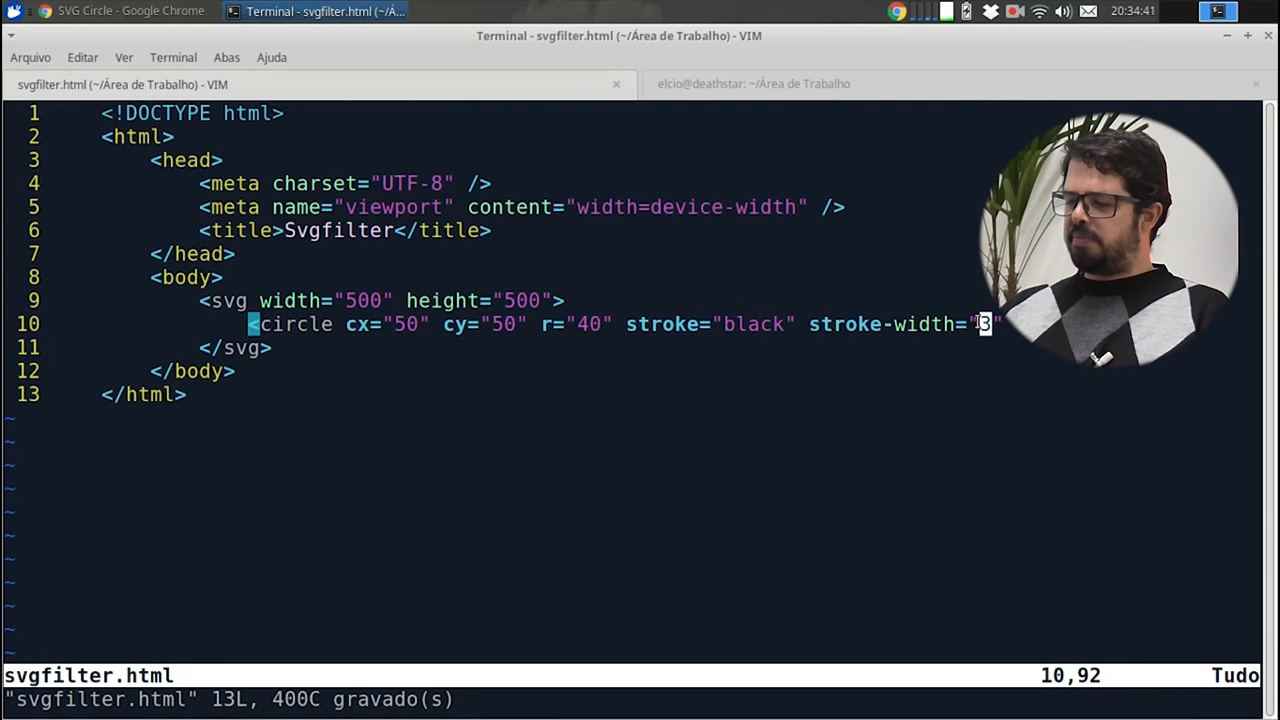 SVG Circle - Google Chrome
Terminal - svgfilter.html (~/Á...
20:34:41
Terminal - svgfilter.html (~/Área de Trabalho) - VIM
Arquivo Editar Ver Terminal Abas Ajuda
svgfilter.html (~/Área de Trabalho) - VIM
elcio@deathstar: ~/Área de Trabalho
1 <!DOCTYPE html>
2 <html>
3 <head>
4 <meta charset="UTF-8" />
5 <meta name="viewport" content="width=device-width" />
6 <title>Svgfilter</title>
7 </head>
8 <body>
9 <svg width="500" height="500">
10 <circle cx="50" cy="50" r="40" stroke="black" stroke-width="3"
11 </svg>
12 </body>
13 </html>
~
~
~
~
~
~
~
~
~
~
~
svgfilter.html 10,92 Tudo
"svgfilter.html" 13L, 400C gravado(s)